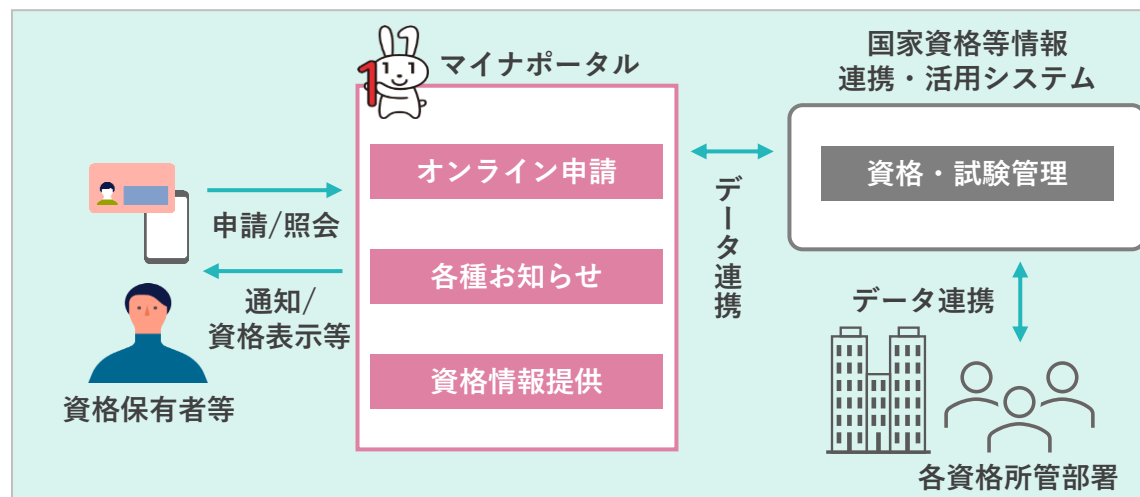 マイナポータル
オンライン申請
各種お知らせ
資格情報提供
申請/照会
通知/
資格表示等
資格保有者等
データ連携
国家資格等情報
連携・活用システム
資格・試験管理
データ連携
各資格所管部署
1